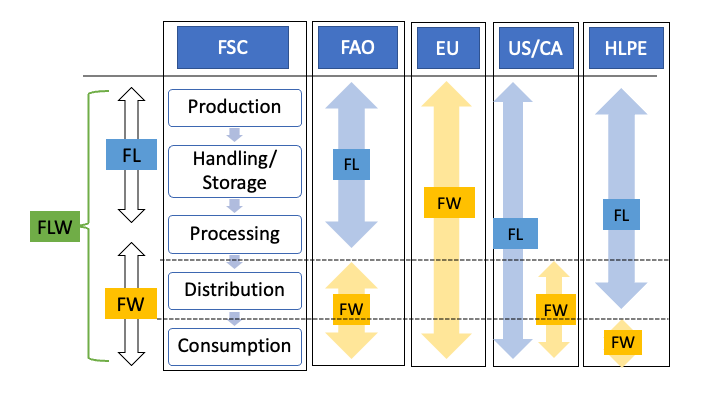 FSC
FAO
EU
US/CA
HLPE
Production
Handling/
Storage
Processing
Distribution
Consumption
FLW
FL
FW
FL
FW
FW
FL
FW
FL
FW